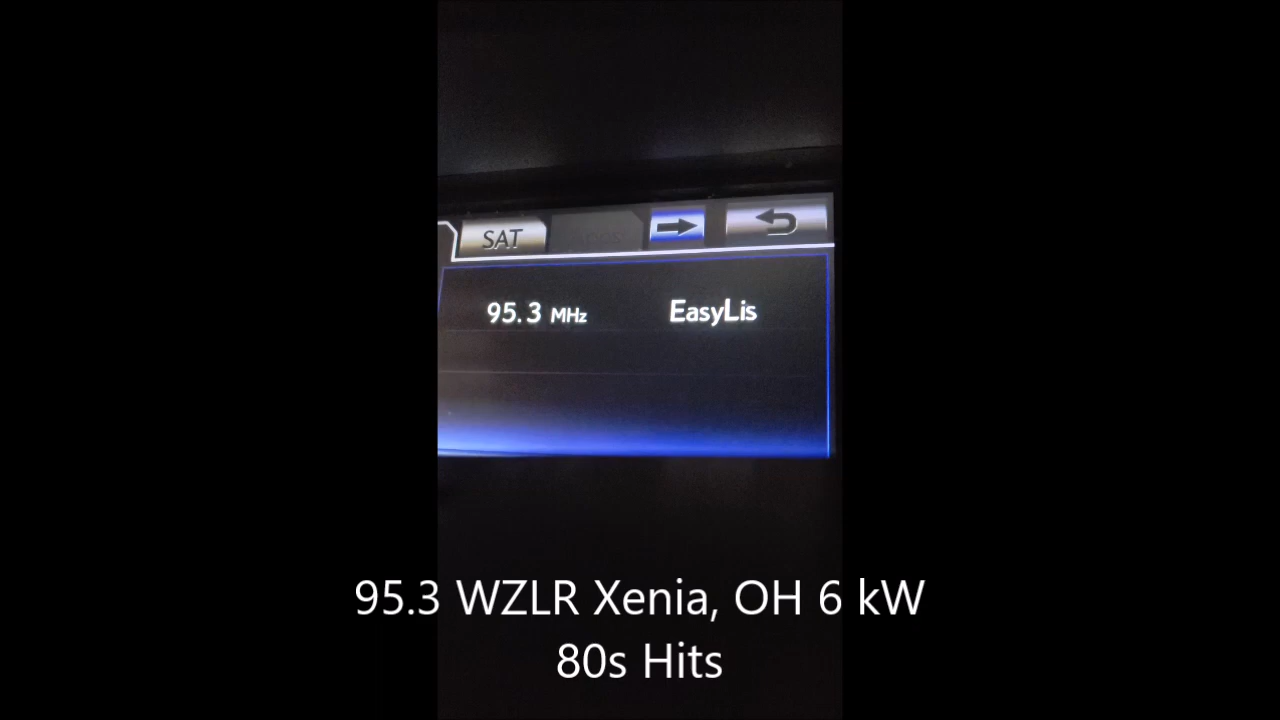 SAT
95.3 MHz EasyLis
95.3 WZLR Xenia, OH 6 kW
80s Hits